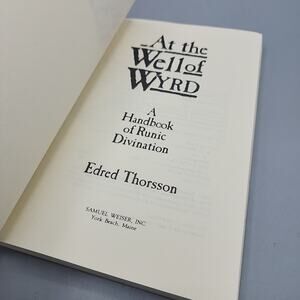 At the
Well of
WYRD
A
Handbook
of Runic
Divination
Edred Thorsson
SAMUEL WEISER, INC.
York Beach, Maine